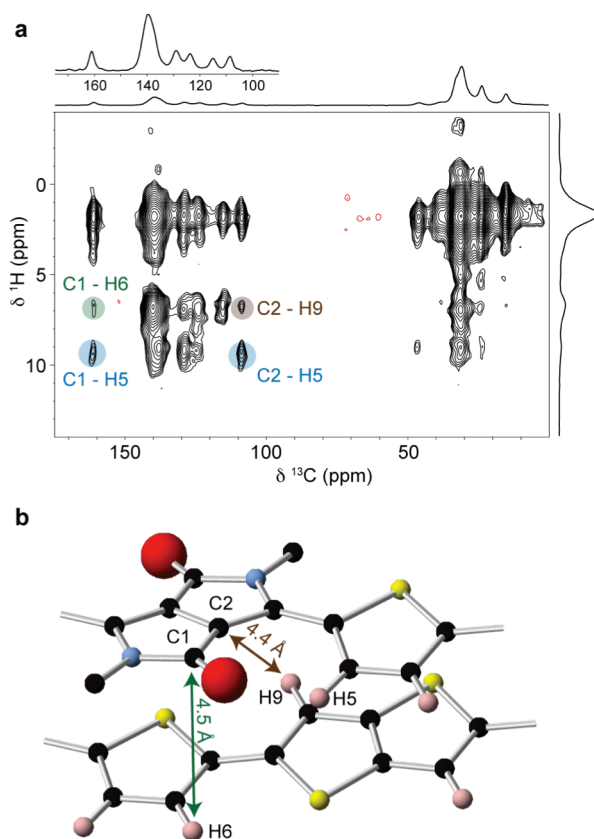 a
160 140 120 100
0
5
10
δ ¹H (ppm)
C1 - H6
C2 - H9
C1 - H5
C2 - H5
150 100 50
δ ¹³C (ppm)
b
C2
C1
4.4 Å
H9
H5
4.5 Å
H6